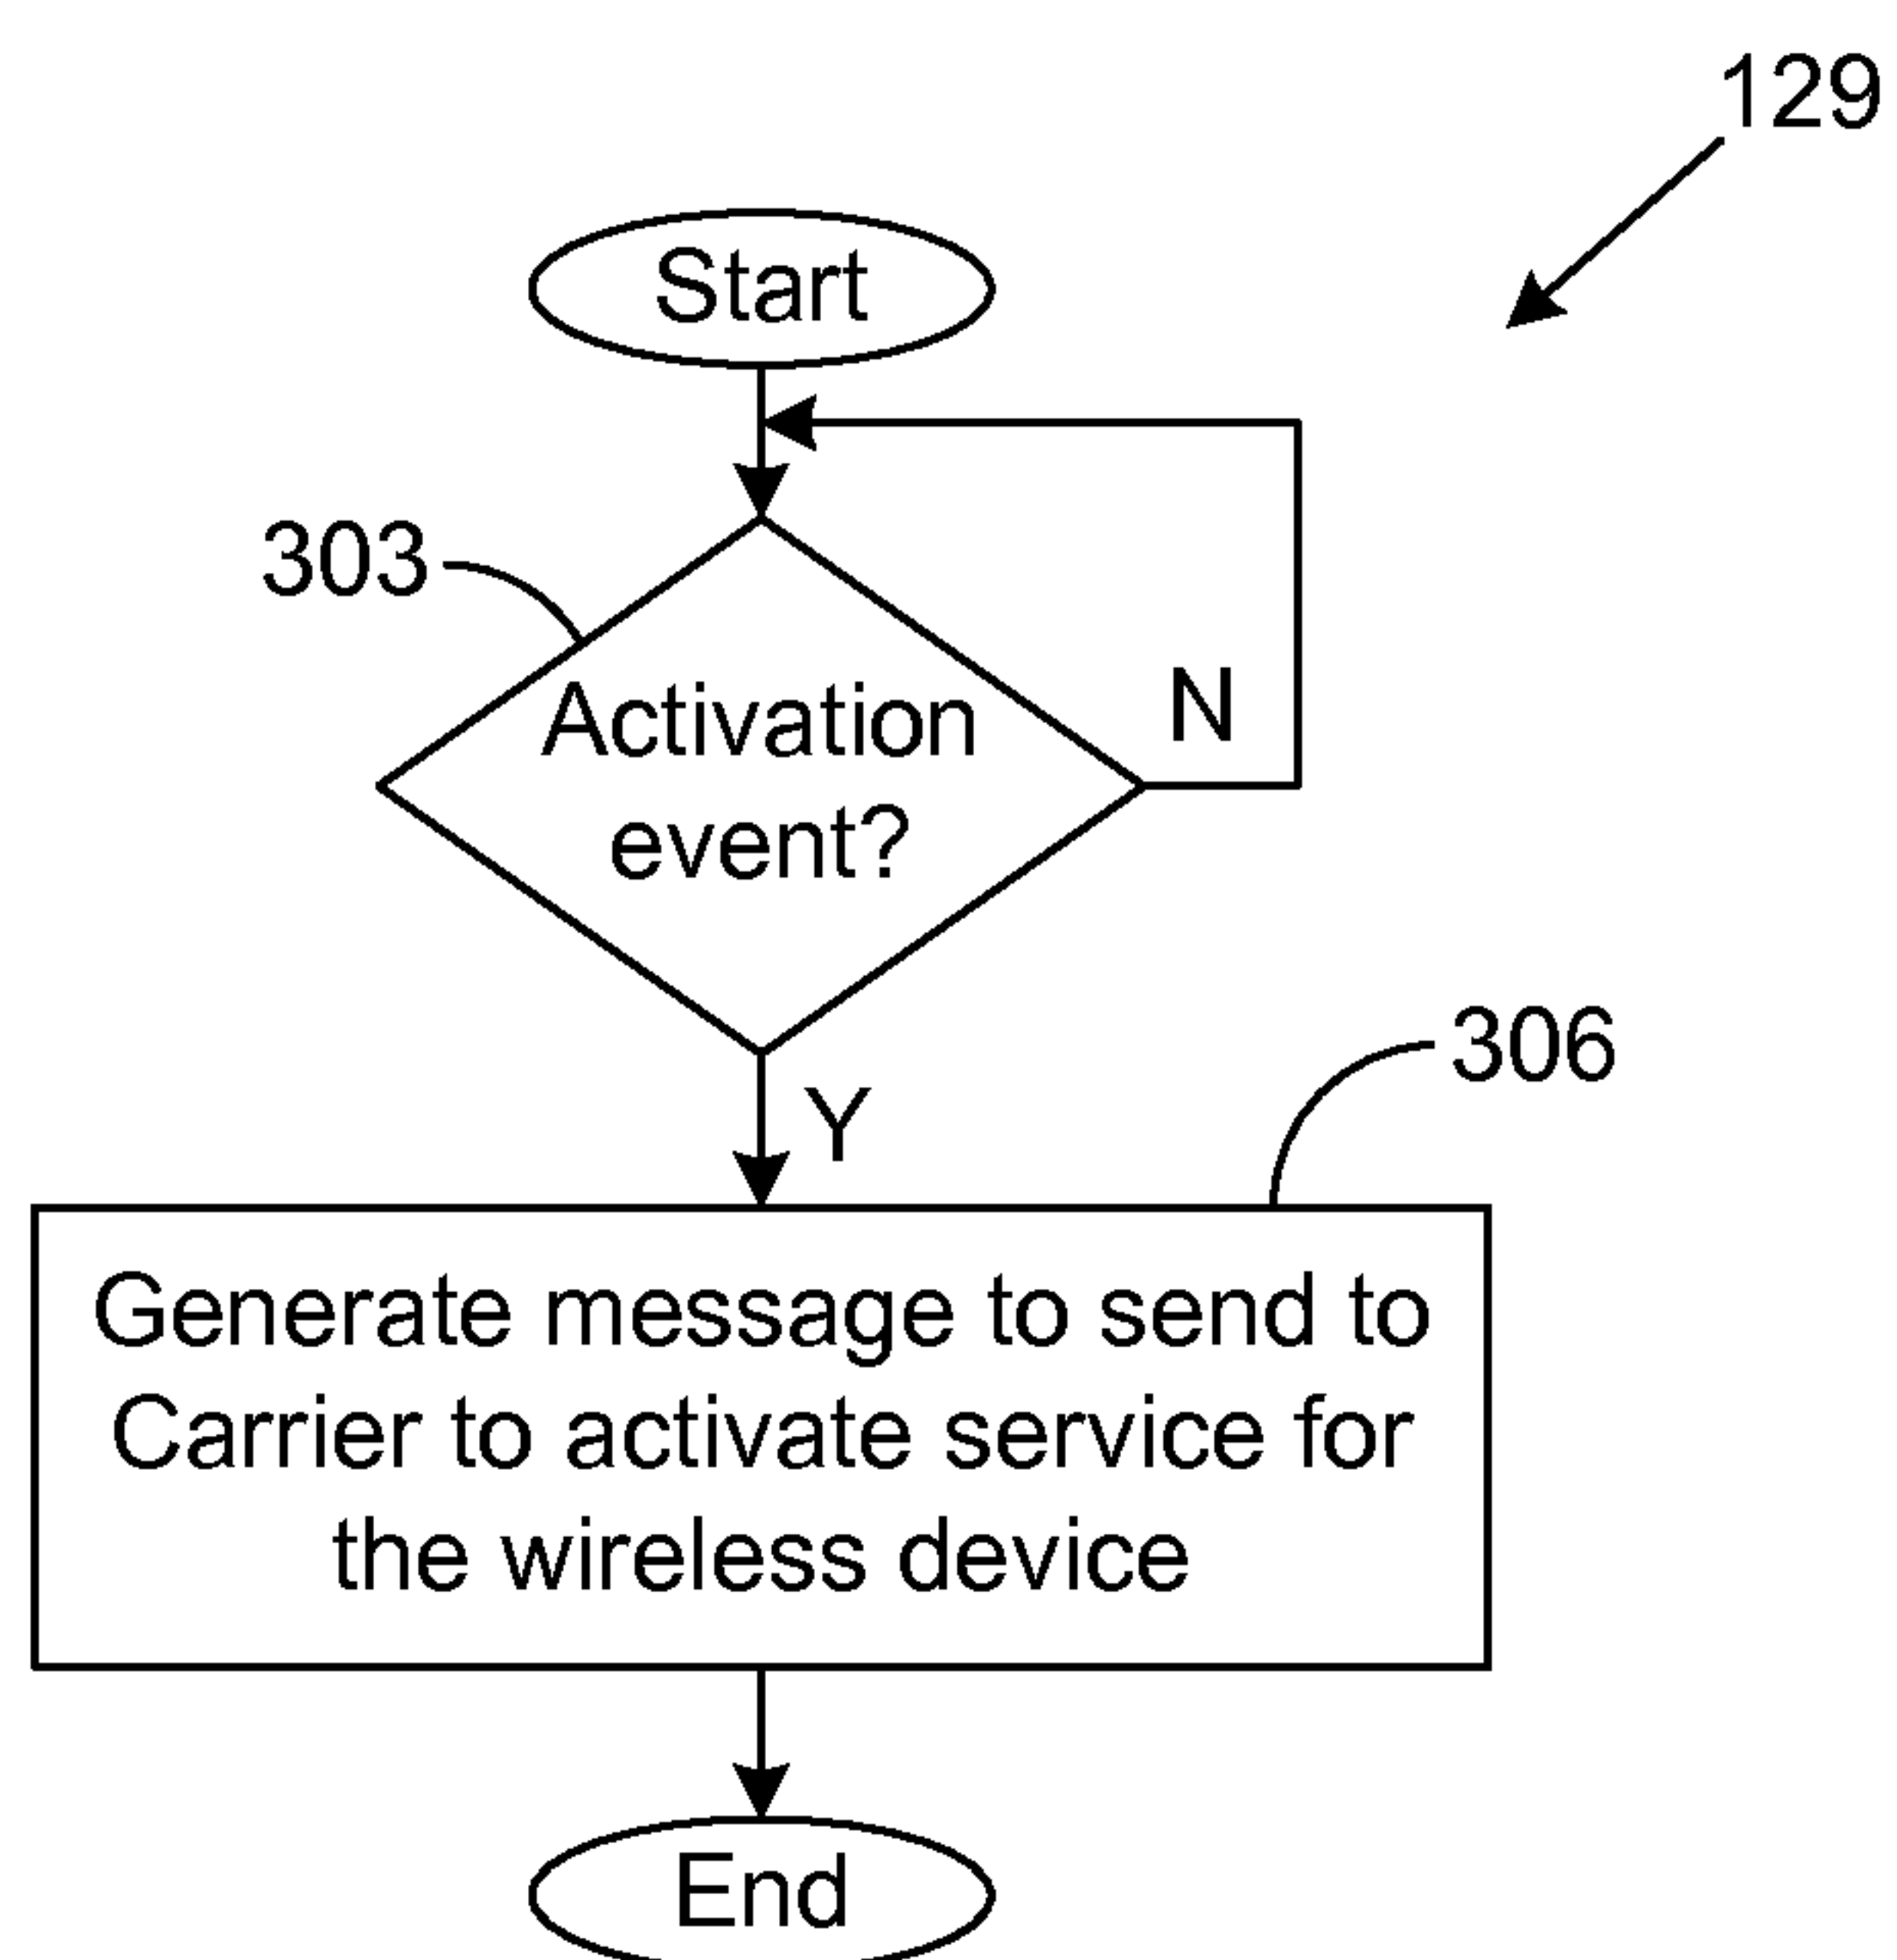 129
Start
303
Activation
event?
N
306
Y
Generate message to send to
Carrier to activate service for
the wireless device
End